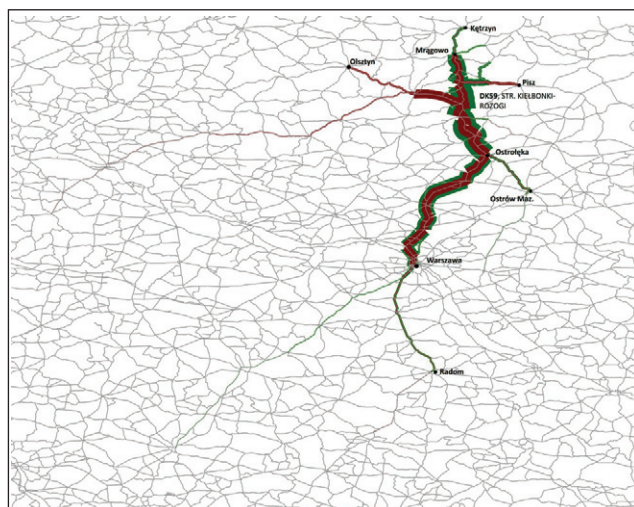 Kętrzyn
Mrągowo
Olsztyn
Pisz
DK59; STR. KIEŁBONKI-
ROZOGI
Ostrołęka
Ostrów Maz.
Warszawa
Radom